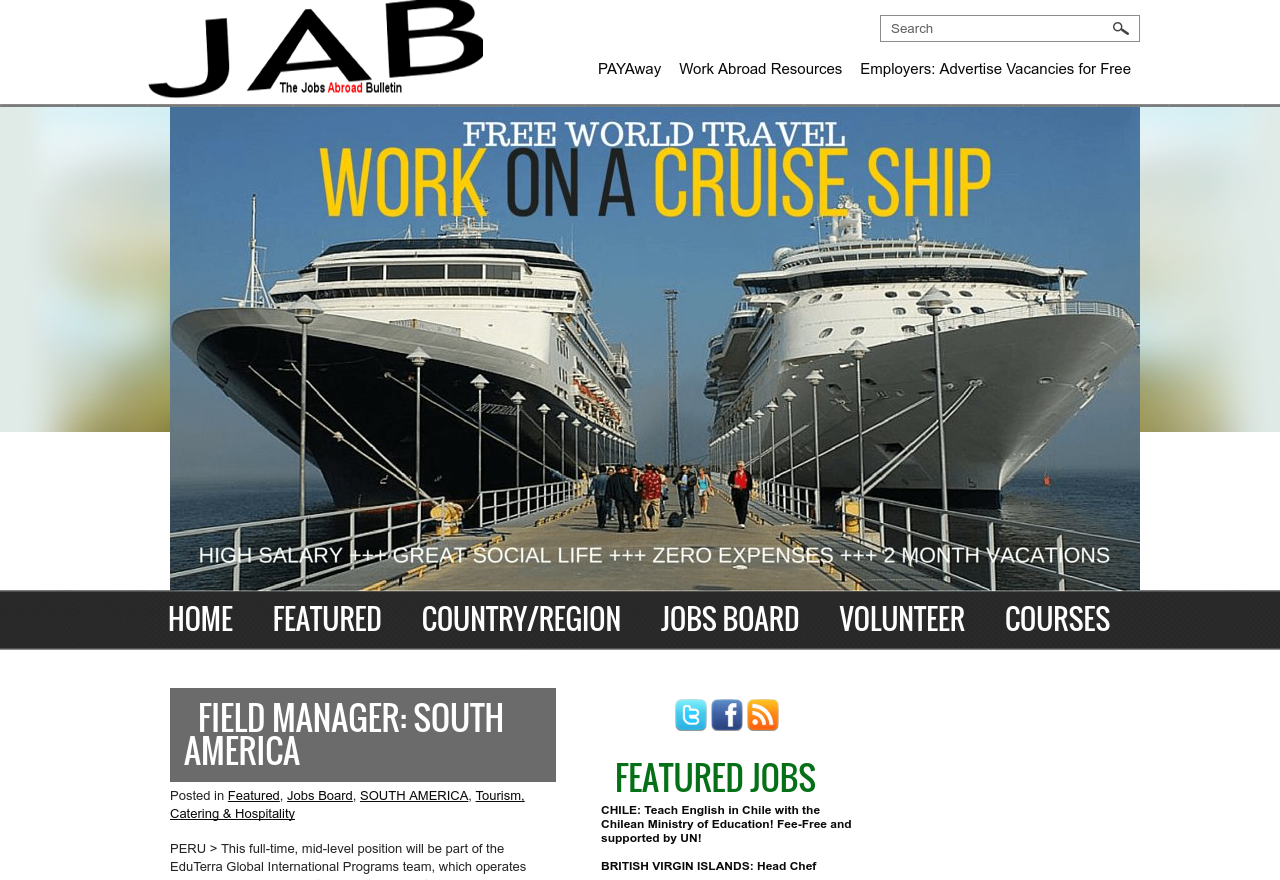 JAB
The Jobs Abroad Bulletin
Search
PAYAway Work Abroad Resources Employers: Advertise Vacancies for Free
FREE WORLD TRAVEL
WORK ON A CRUISE SHIP
HIGH SALARY +++ GREAT SOCIAL LIFE +++ ZERO EXPENSES +++ 2 MONTH VACATIONS
HOME FEATURED COUNTRY/REGION JOBS BOARD VOLUNTEER COURSES
FIELD MANAGER: SOUTH
AMERICA
Posted in Featured, Jobs Board, SOUTH AMERICA, Tourism,
Catering & Hospitality
PERU > This full-time, mid-level position will be part of the
EduTerra Global International Programs team, which operates
FEATURED JOBS
CHILE: Teach English in Chile with the
Chilean Ministry of Education! Fee-Free and
supported by UN!
BRITISH VIRGIN ISLANDS: Head Chef